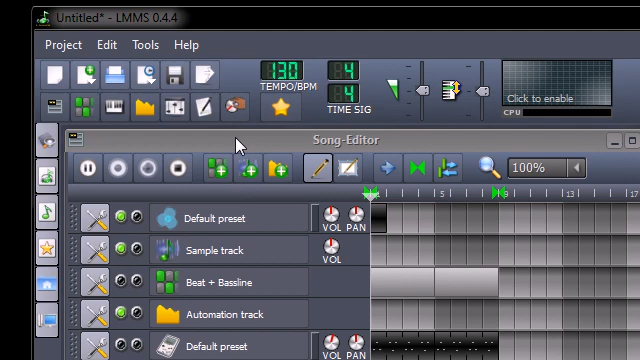 Untitled* - LMMS 0.4.4
Project Edit Tools Help
130 4
TEMPO/BPM
4
TIME SIG
Click to enable
CPU
Song-Editor
100%
5 9 13 17
Default preset
VOL PAN
Sample track
VOL
Beat + Bassline
Automation track
Default preset
VOL PAN